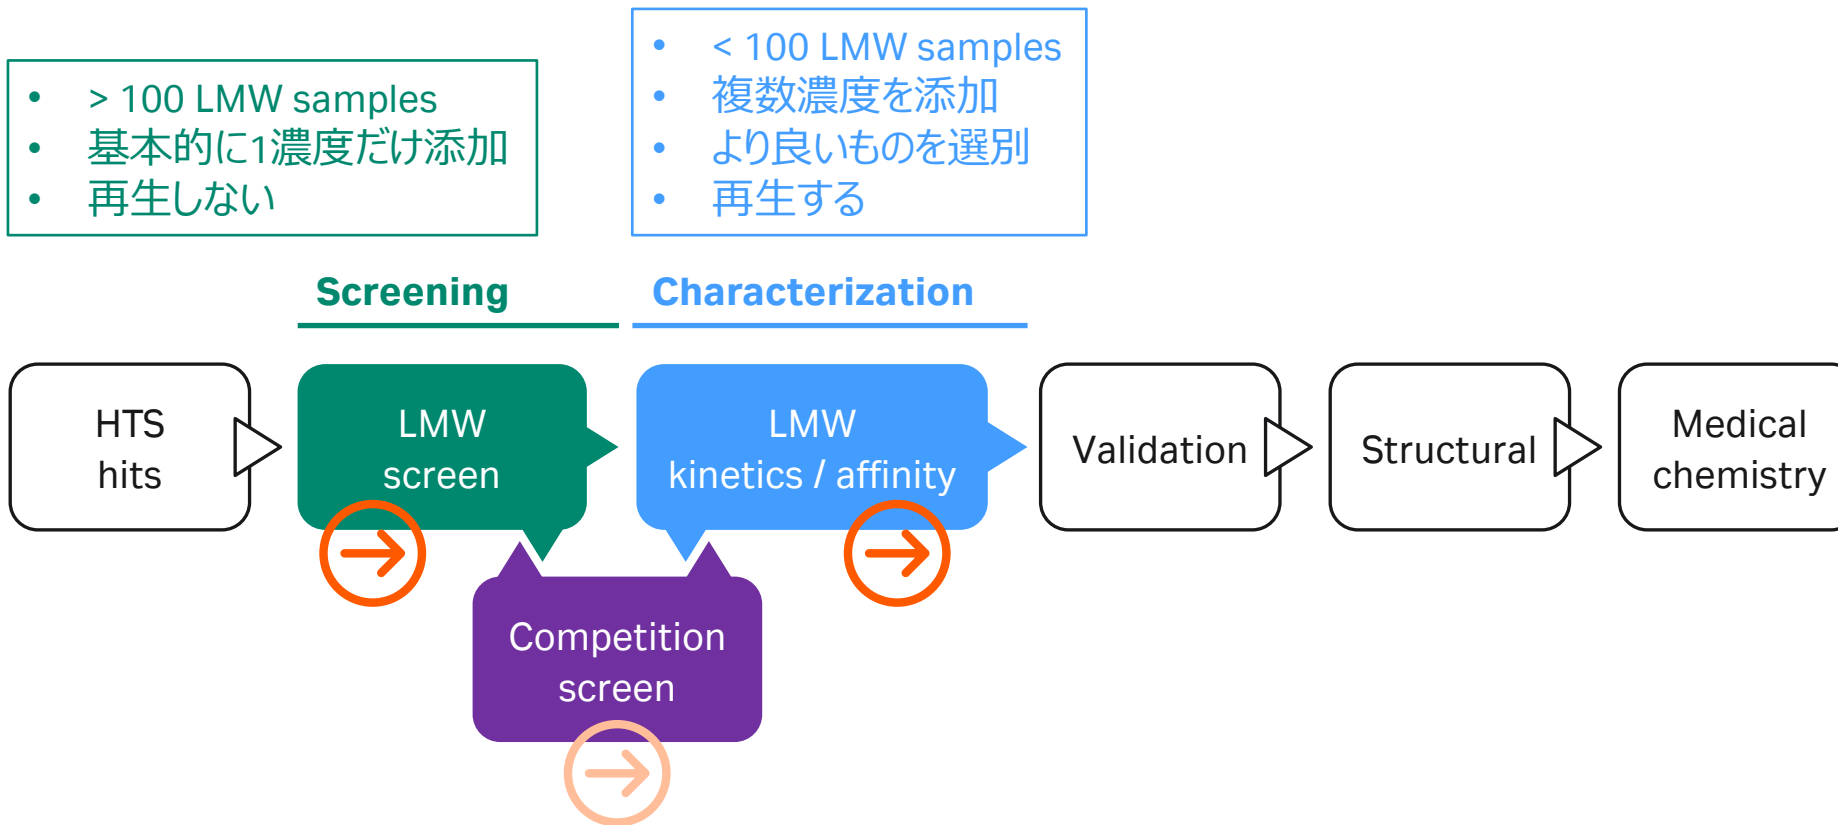 • > 100 LMW samples
• 基本的に1濃度だけ添加
• 再生しない
• < 100 LMW samples
• 複数濃度を添加
• より良いものを選別
• 再生する
Screening
Characterization
HTS
hits
LMW
screen
LMW
kinetics / affinity
Validation
Structural
Medical
chemistry
Competition
screen